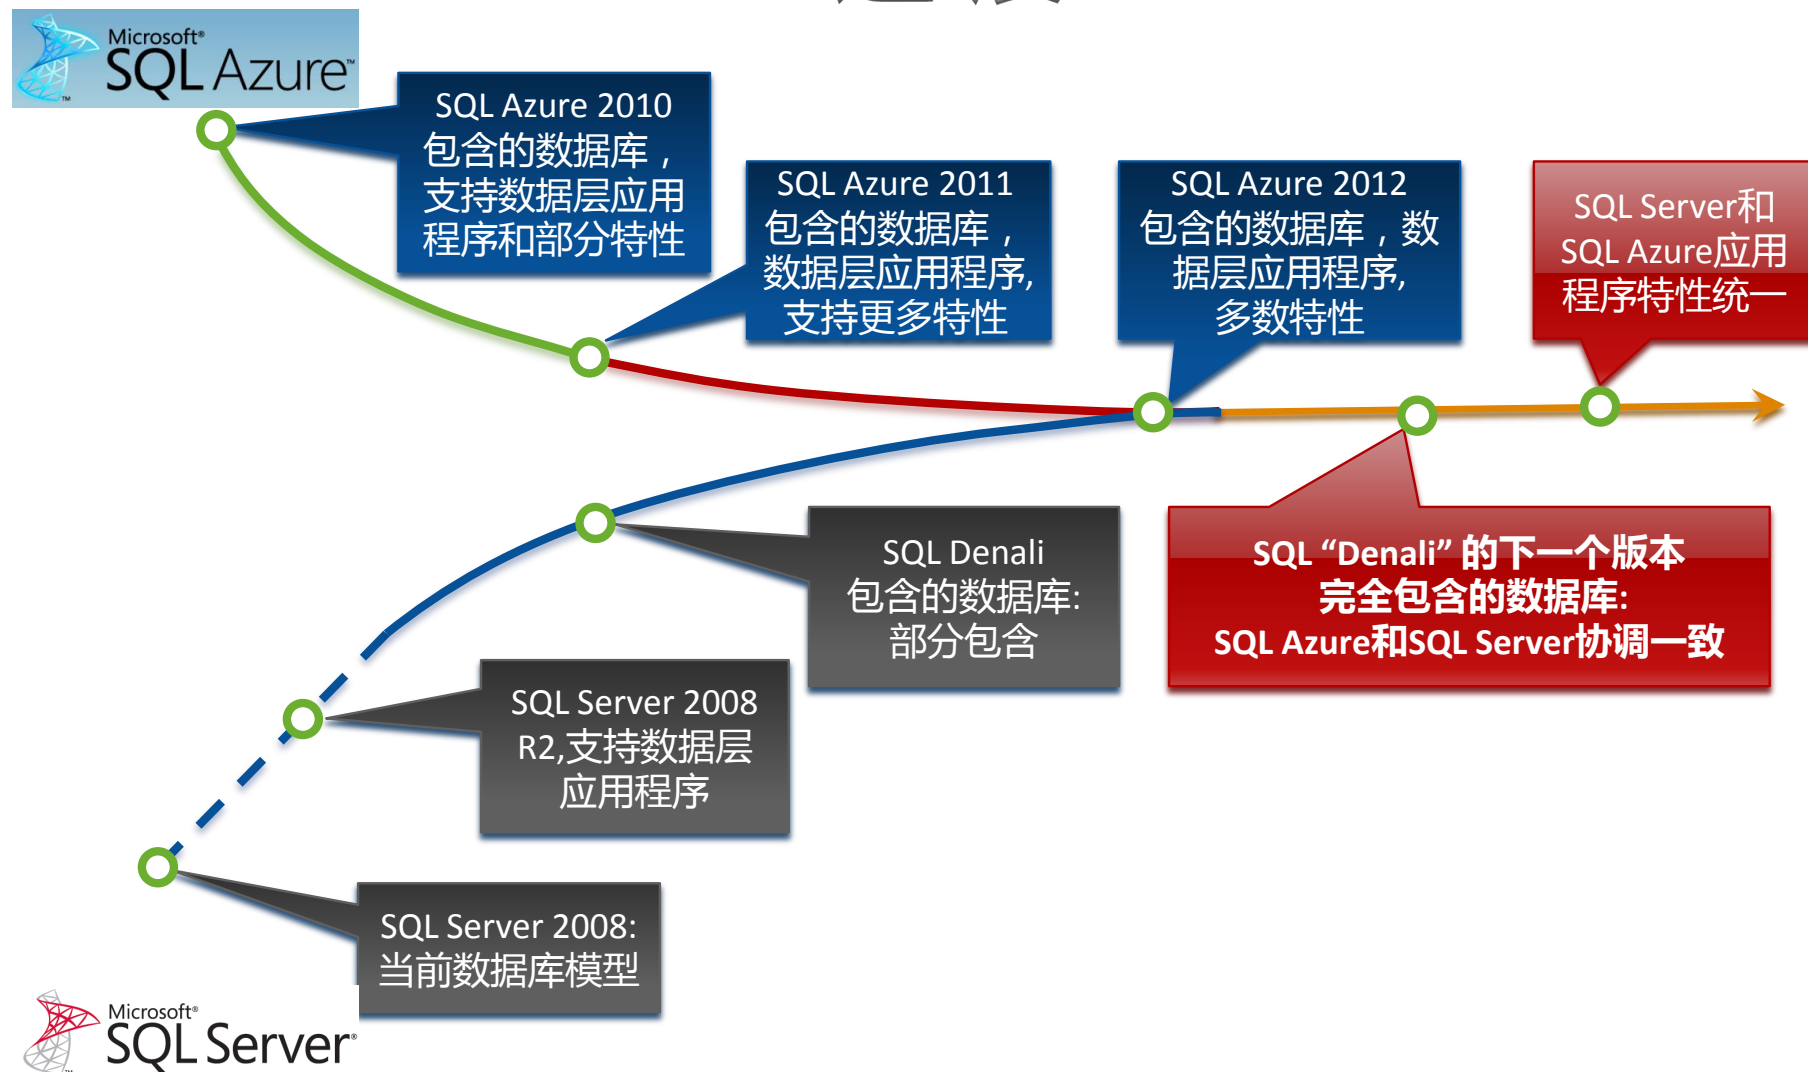 Microsoft®
SQL Azure™
SQL Azure 2010
包含的数据库，
支持数据层应用
程序和部分特性
SQL Azure 2011
包含的数据库，
数据层应用程序,
支持更多特性
SQL Azure 2012
包含的数据库，数
据层应用程序,
多数特性
SQL Server和
SQL Azure应用
程序特性统一
SQL Denali
包含的数据库:
部分包含
SQL “Denali” 的下一个版本
完全包含的数据库:
SQL Azure和SQL Server协调一致
SQL Server 2008
R2,支持数据层
应用程序
SQL Server 2008:
当前数据库模型
Microsoft®
SQL Server®